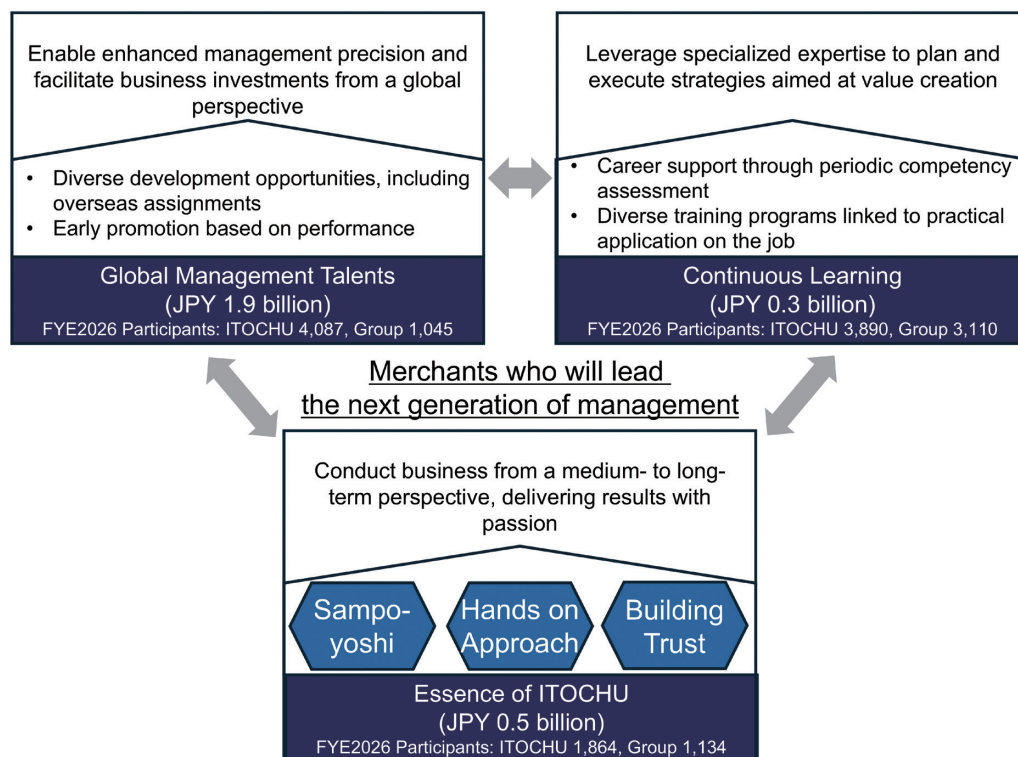 Enable enhanced management precision and
facilitate business investments from a global
perspective
• Diverse development opportunities, including
overseas assignments
• Early promotion based on performance
Global Management Talents
(JPY 1.9 billion)
FYE2026 Participants: ITOCHU 4,087, Group 1,045
Leverage specialized expertise to plan and
execute strategies aimed at value creation
• Career support through periodic competency
assessment
• Diverse training programs linked to practical
application on the job
Continuous Learning
(JPY 0.3 billion)
FYE2026 Participants: ITOCHU 3,890, Group 3,110
Merchants who will lead
the next generation of management
Conduct business from a medium- to long-
term perspective, delivering results with
passion
Sampo-
yoshi
Hands on
Approach
Building
Trust
Essence of ITOCHU
(JPY 0.5 billion)
FYE2026 Participants: ITOCHU 1,864, Group 1,134